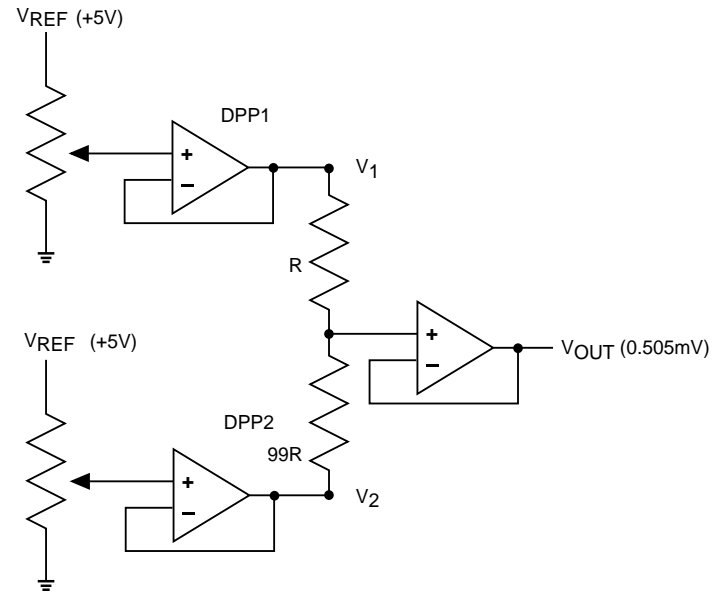 VREF (+5V)
DPP1
+
−
V1
R
VREF (+5V)
+
−
VOUT (0.505mV)
DPP2
99R
+
−
V2